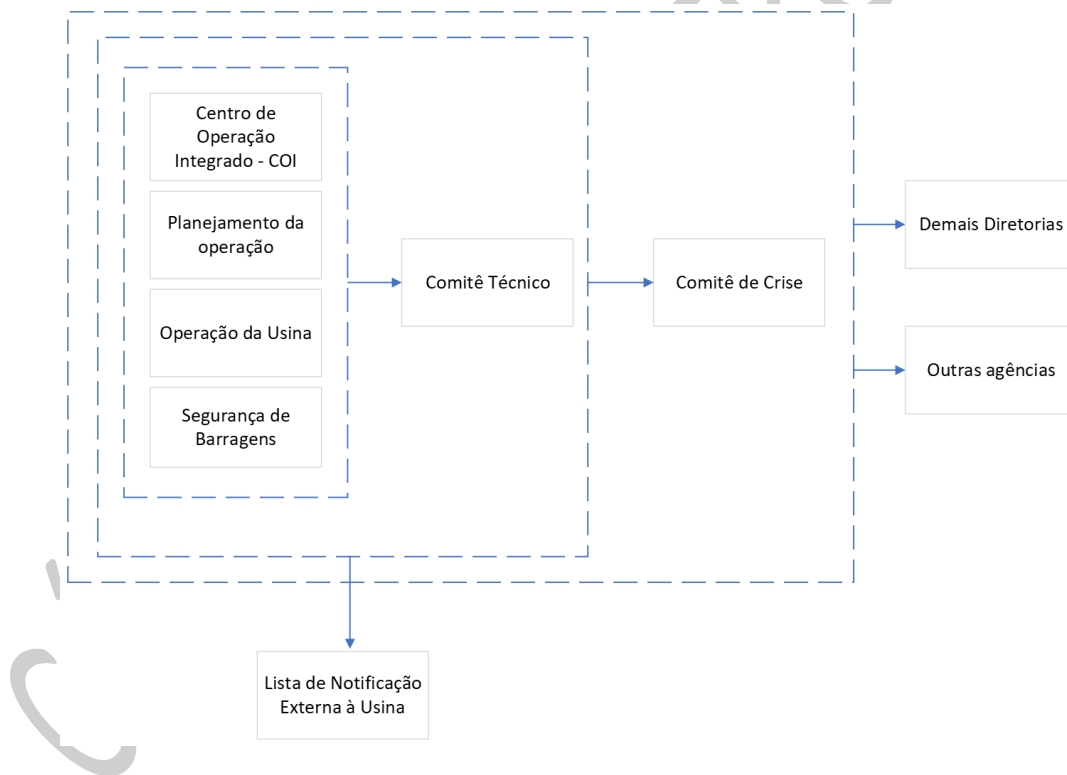 Centro de
Operação
Integrado - COI
Planejamento da
operação
Operação da Usina
Segurança de
Barragens
Comitê Técnico
Comitê de Crise
Demais Diretorias
Outras agências
Lista de Notificação
Externa à Usina